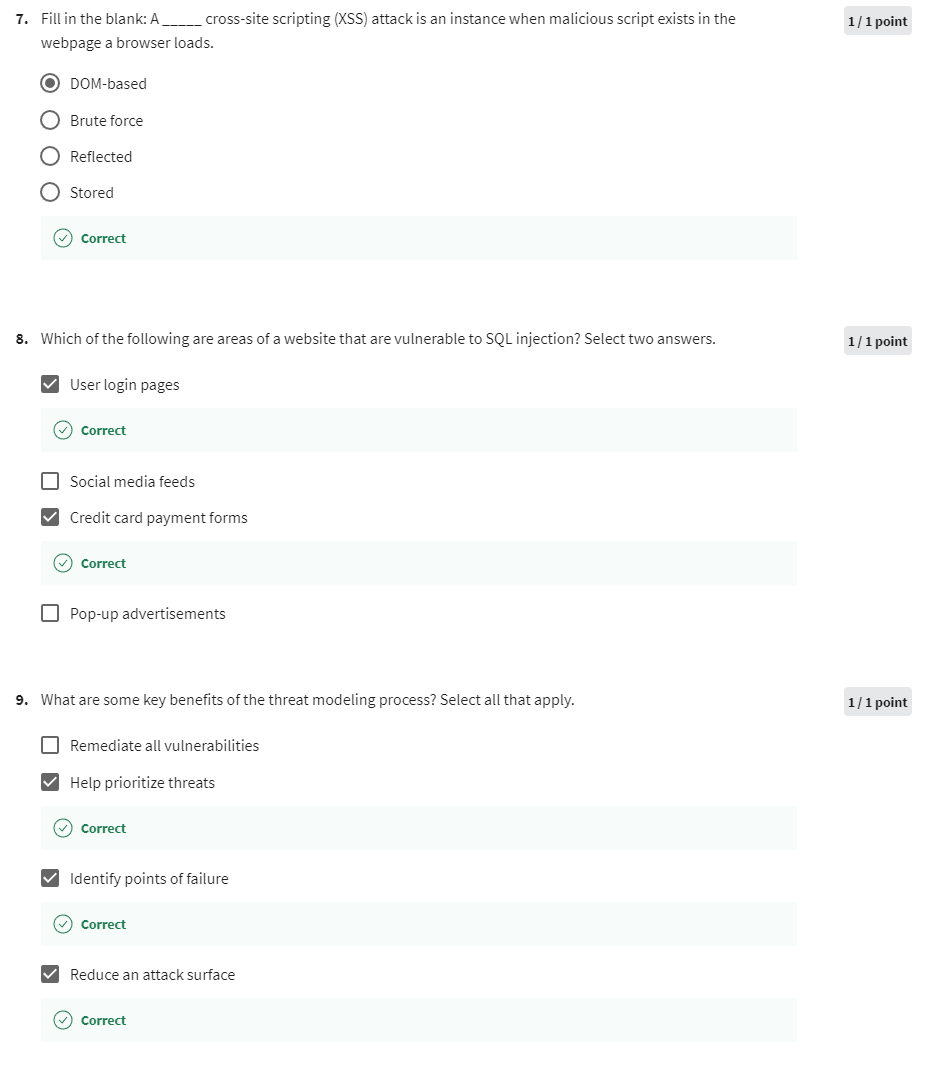 7. Fill in the blank: A _____ cross-site scripting (XSS) attack is an instance when malicious script exists in the
1 / 1 point
webpage a browser loads.
DOM-based
Brute force
Reflected
Stored
Correct
8. Which of the following are areas of a website that are vulnerable to SQL injection? Select two answers.
1 / 1 point
User login pages
Correct
Social media feeds
Credit card payment forms
Correct
Pop-up advertisements
9. What are some key benefits of the threat modeling process? Select all that apply.
1 / 1 point
Remediate all vulnerabilities
Help prioritize threats
Correct
Identify points of failure
Correct
Reduce an attack surface
Correct